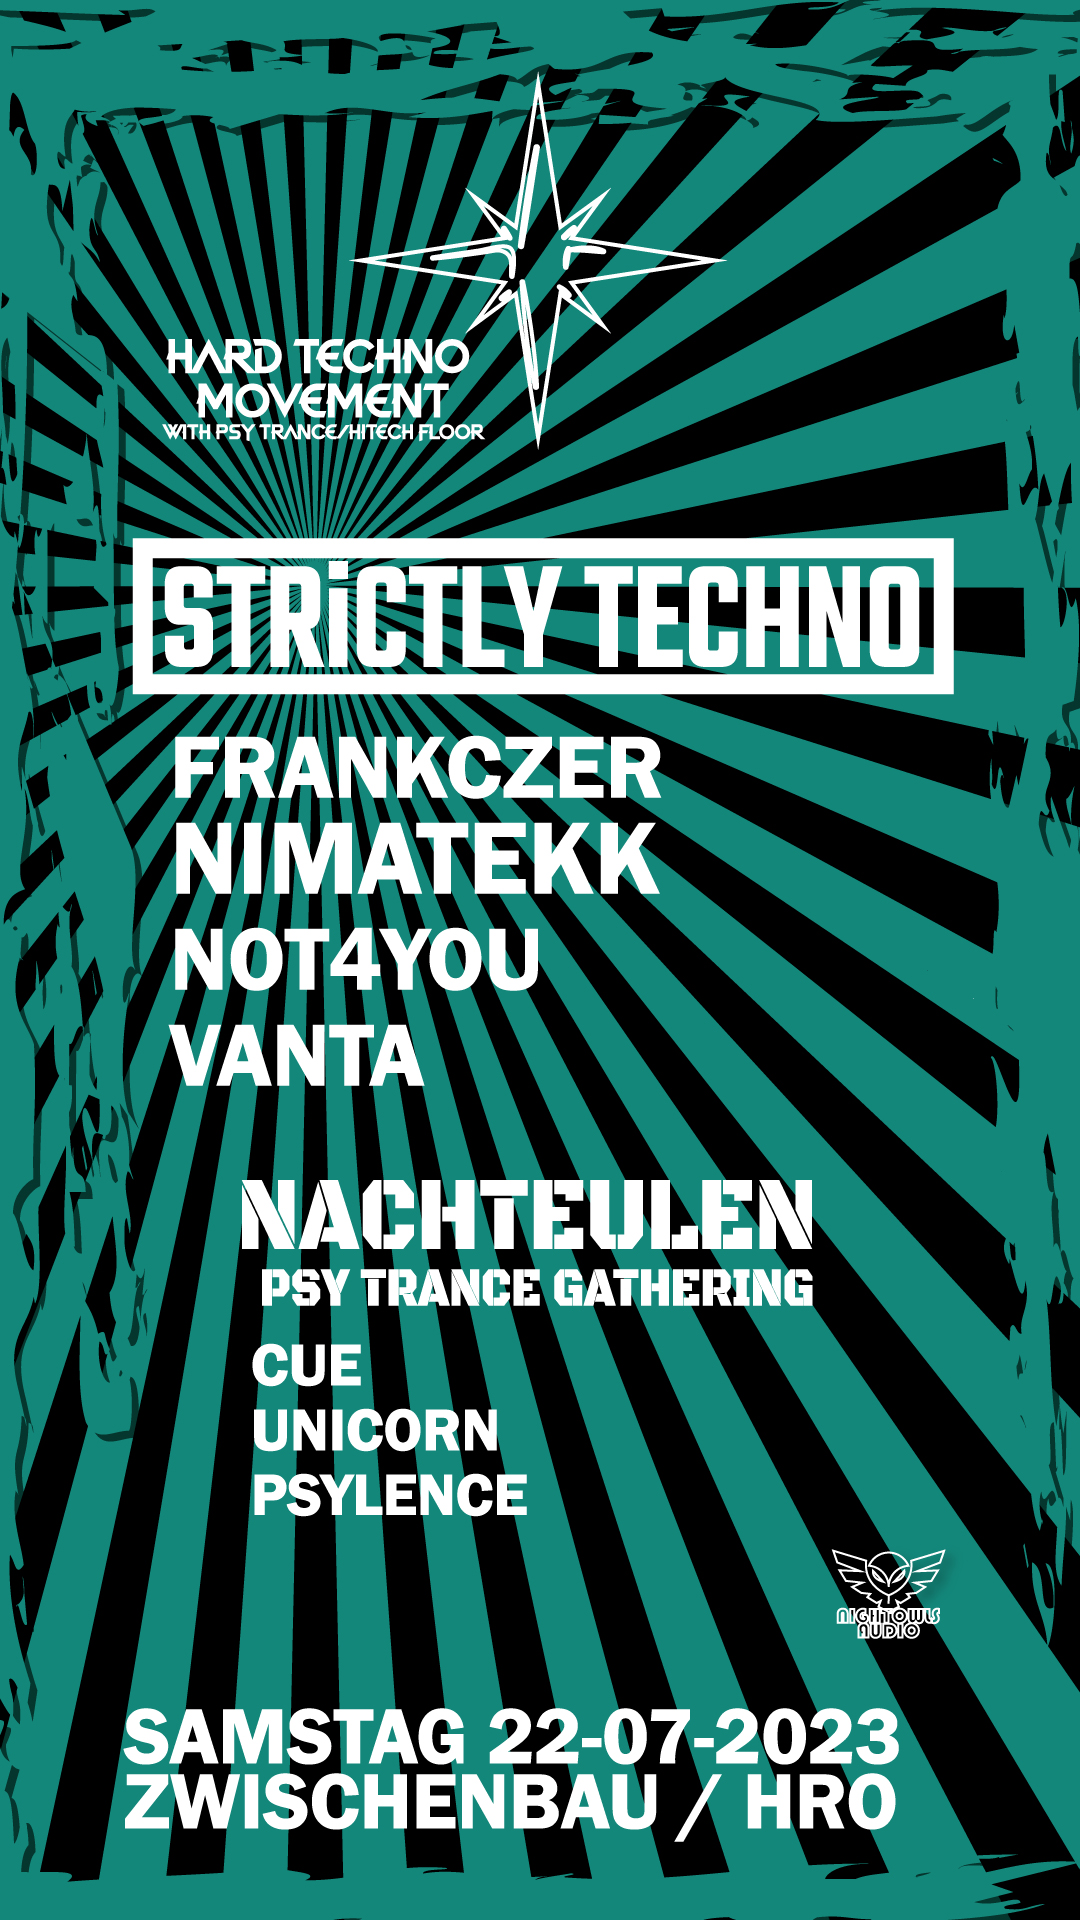 HARD TECHNO
MOVEMENT
WITH PSY TRANCE/HITECH FLOOR
STRiCTLY TECHNO
FRANKCZER
NIMATEKK
NOT4YOU
VANTA
NACHTEULEN
PSY TRANCE GATHERING
CUE
UNICORN
PSYLENCE
NIGHTOWLS
AUDIO
SAMSTAG 22-07-2023
ZWISCHENBAU / HRO